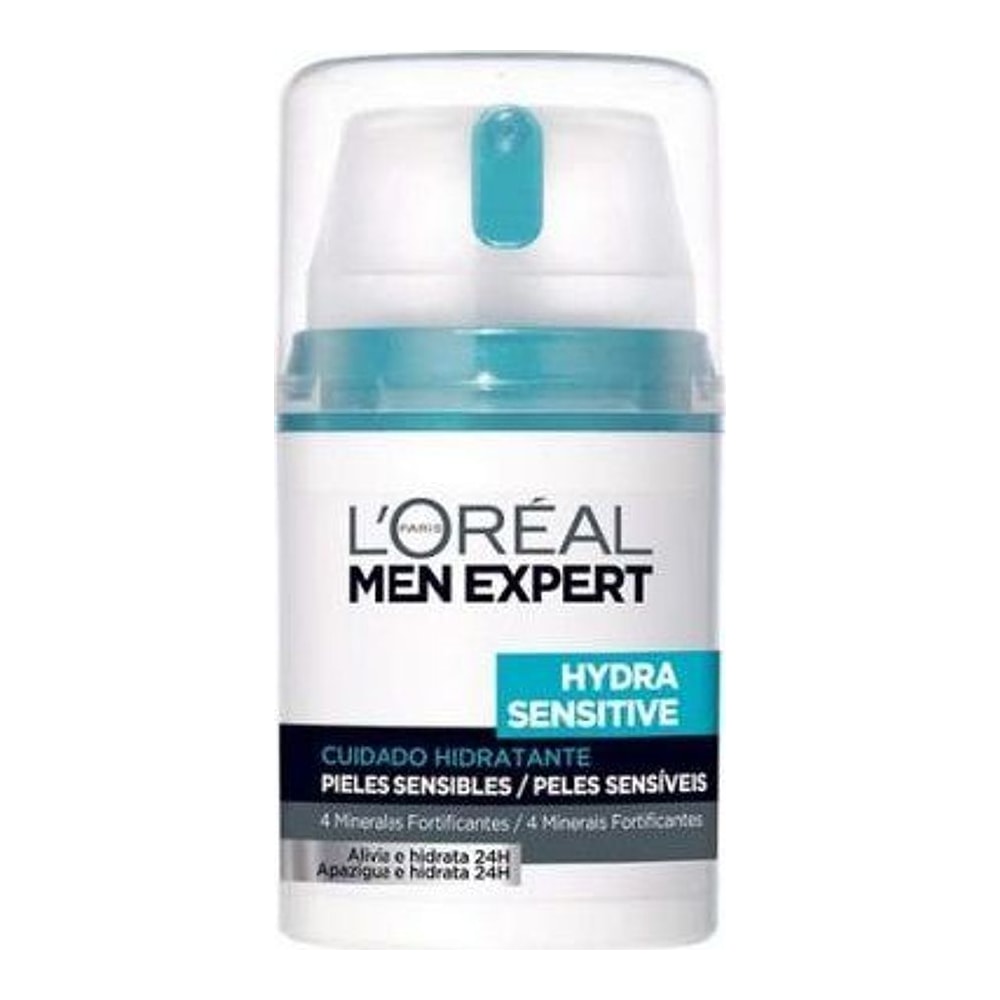 L'ORÉAL
PARIS
MEN EXPERT
HYDRA
SENSITIVE
CUIDADO HIDRATANTE
PIELES SENSIBLES / PELES SENSÍVEIS
4 Minerales Fortificantes / 4 Minerais Fortificantes
Alivia e hidrata 24H
Apazigua e hidrata 24H